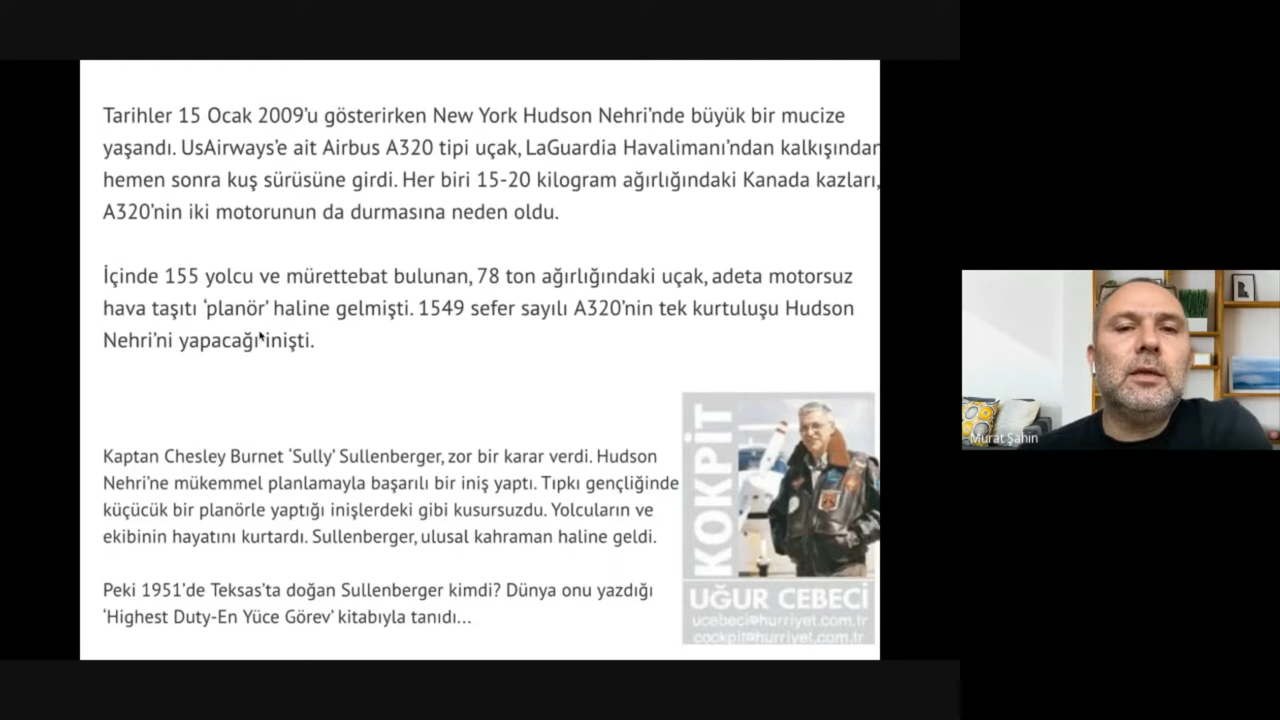 Tarihler 15 Ocak 2009’u gösterirken New York Hudson Nehri’nde büyük bir mucize
yaşandı. UsAirways’e ait Airbus A320 tipi uçak, LaGuardia Havalimanı’ndan kalkışından
hemen sonra kuş sürüsüne girdi. Her biri 15-20 kilogram ağırlığındaki Kanada kazları,
A320’nin iki motorunun da durmasına neden oldu.
İçinde 155 yolcu ve mürettebat bulunan, 78 ton ağırlığındaki uçak, adeta motorsuz
hava taşıtı ‘planör’ haline gelmişti. 1549 sefer sayılı A320’nin tek kurtuluşu Hudson
Nehri’ni yapacağı inişti.
Kaptan Chesley Burnet ‘Sully’ Sullenberger, zor bir karar verdi. Hudson
Nehri’ne mükemmel planlamayla başarılı bir iniş yaptı. Tıpkı gençliğinde
küçücük bir planörle yaptığı inişlerdeki gibi kusursuzdu. Yolcuların ve
ekibinin hayatını kurtardı. Sullenberger, ulusal kahraman haline geldi.
Peki 1951’de Teksas’ta doğan Sullenberger kimdi? Dünya onu yazdığı
‘Highest Duty-En Yüce Görev’ kitabıyla tanıdı...
KOKPİT
UĞUR CEBECİ
ucebeci@hurriyet.com.tr
cockpit@hurriyet.com.tr
Murat Şahin